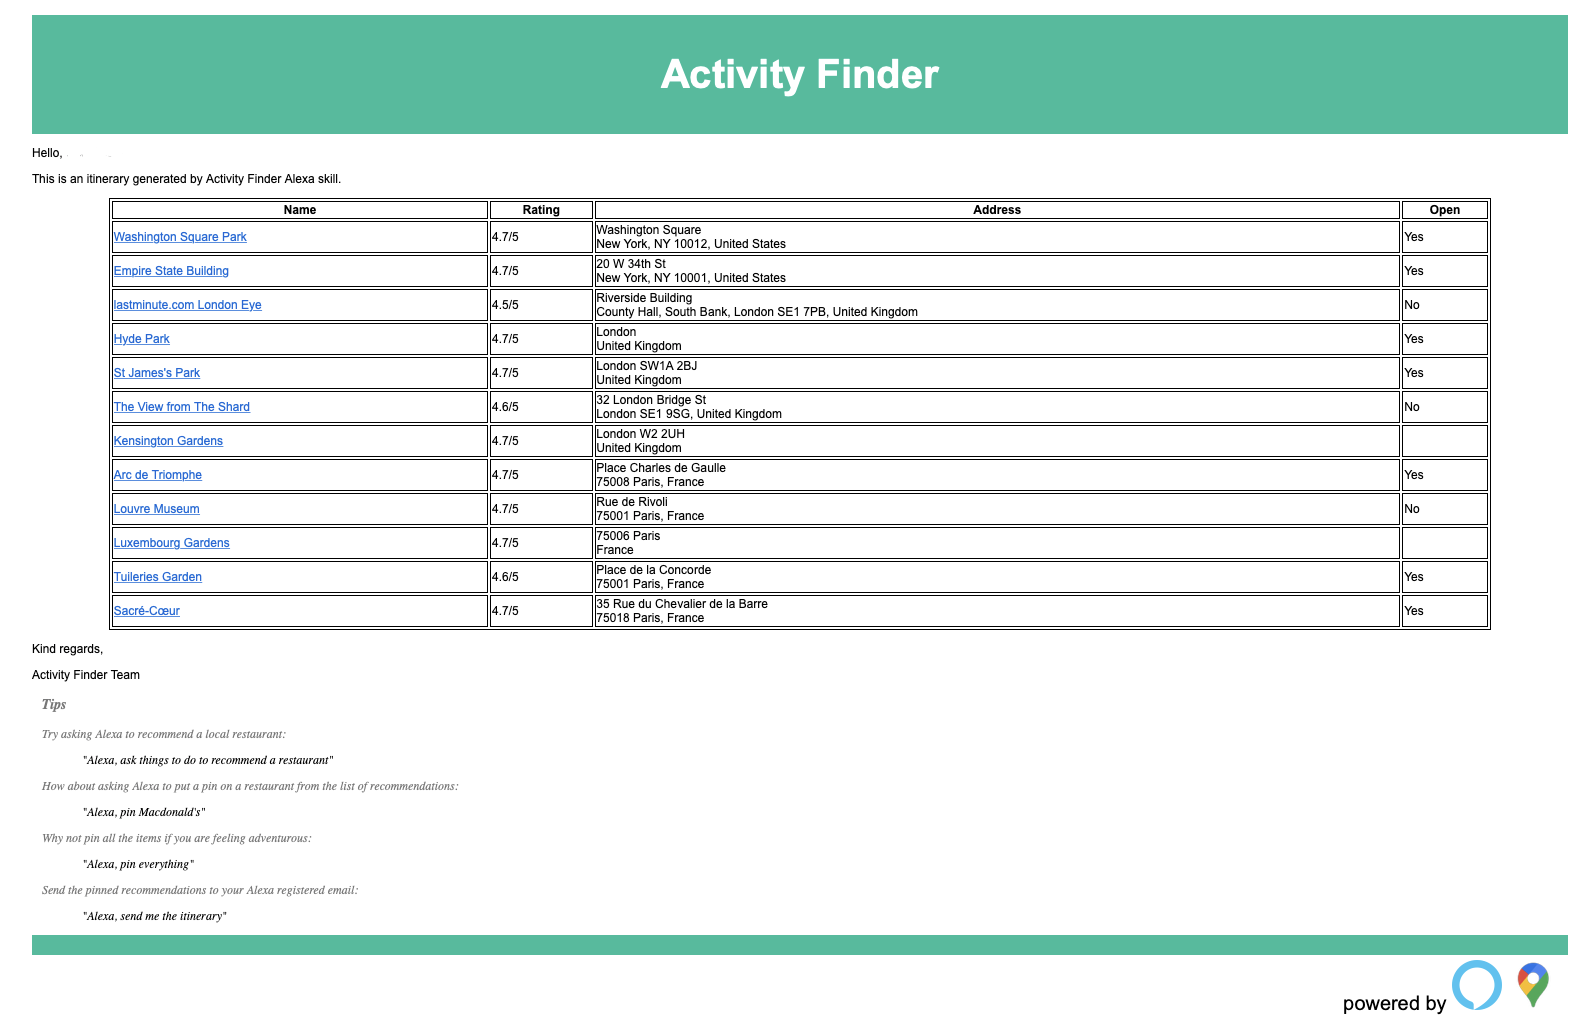 Activity Finder
Hello,
This is an itinerary generated by Activity Finder Alexa skill.
Name Rating Address Open
Washington Square Park 4.7/5 Washington Square Yes
New York, NY 10012, United States
Empire State Building 4.7/5 20 W 34th St Yes
New York, NY 10001, United States
lastminute.com London Eye 4.5/5 Riverside Building No
County Hall, South Bank, London SE1 7PB, United Kingdom
Hyde Park 4.7/5 London Yes
United Kingdom
St James's Park 4.7/5 London SW1A 2BJ Yes
United Kingdom
The View from The Shard 4.6/5 32 London Bridge St No
London SE1 9SG, United Kingdom
Kensington Gardens 4.7/5 London W2 2UH
United Kingdom
Arc de Triomphe 4.7/5 Place Charles de Gaulle Yes
75008 Paris, France
Louvre Museum 4.7/5 Rue de Rivoli No
75001 Paris, France
Luxembourg Gardens 4.7/5 75006 Paris
France
Tuileries Garden 4.6/5 Place de la Concorde Yes
75001 Paris, France
Sacré-Cœur 4.7/5 35 Rue du Chevalier de la Barre Yes
75018 Paris, France
Kind regards,
Activity Finder Team
Tips
Try asking Alexa to recommend a local restaurant:
"Alexa, ask things to do to recommend a restaurant"
How about asking Alexa to put a pin on a restaurant from the list of recommendations:
"Alexa, pin Macdonald's"
Why not pin all the items if you are feeling adventurous:
"Alexa, pin everything"
Send the pinned recommendations to your Alexa registered email:
"Alexa, send me the itinerary"
powered by